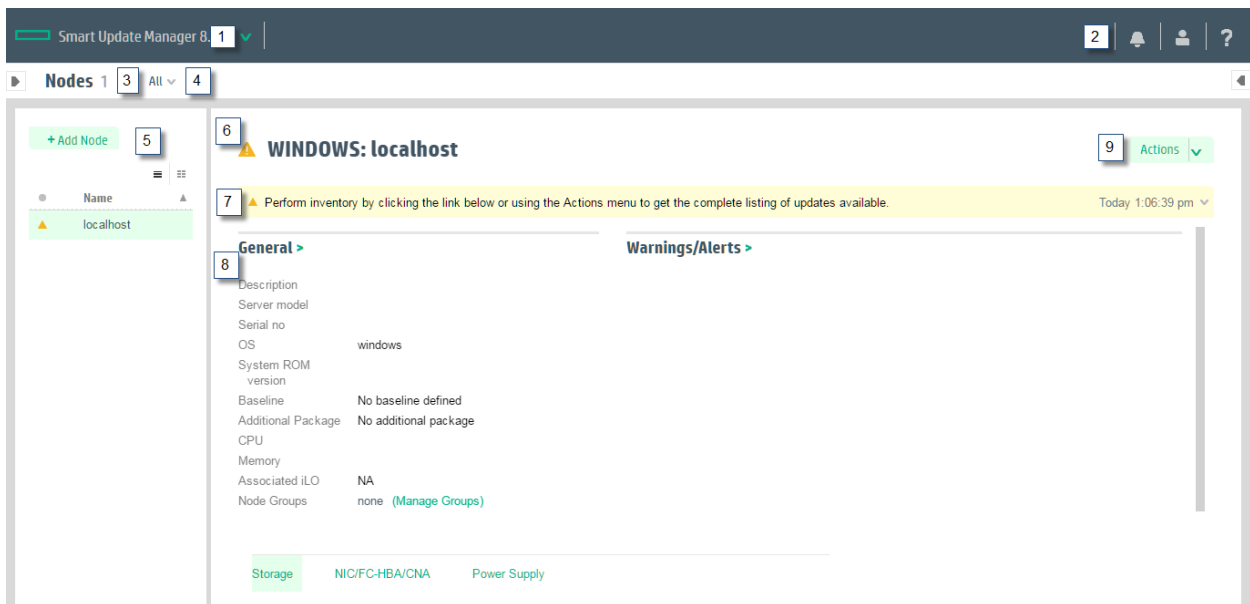 Smart Update Manager 8. 1
2 ?
Nodes 1 3 All 4
+ Add Node 5
Name
localhost
6 WINDOWS: localhost
9 Actions
7 Perform inventory by clicking the link below or using the Actions menu to get the complete listing of updates available. Today 1:06:39 pm
General >
8
Description
Server model
Serial no
OS windows
System ROM
version
Baseline No baseline defined
Additional Package No additional package
CPU
Memory
Associated iLO NA
Node Groups none (Manage Groups)
Warnings/Alerts >
Storage NIC/FC-HBA/CNA Power Supply